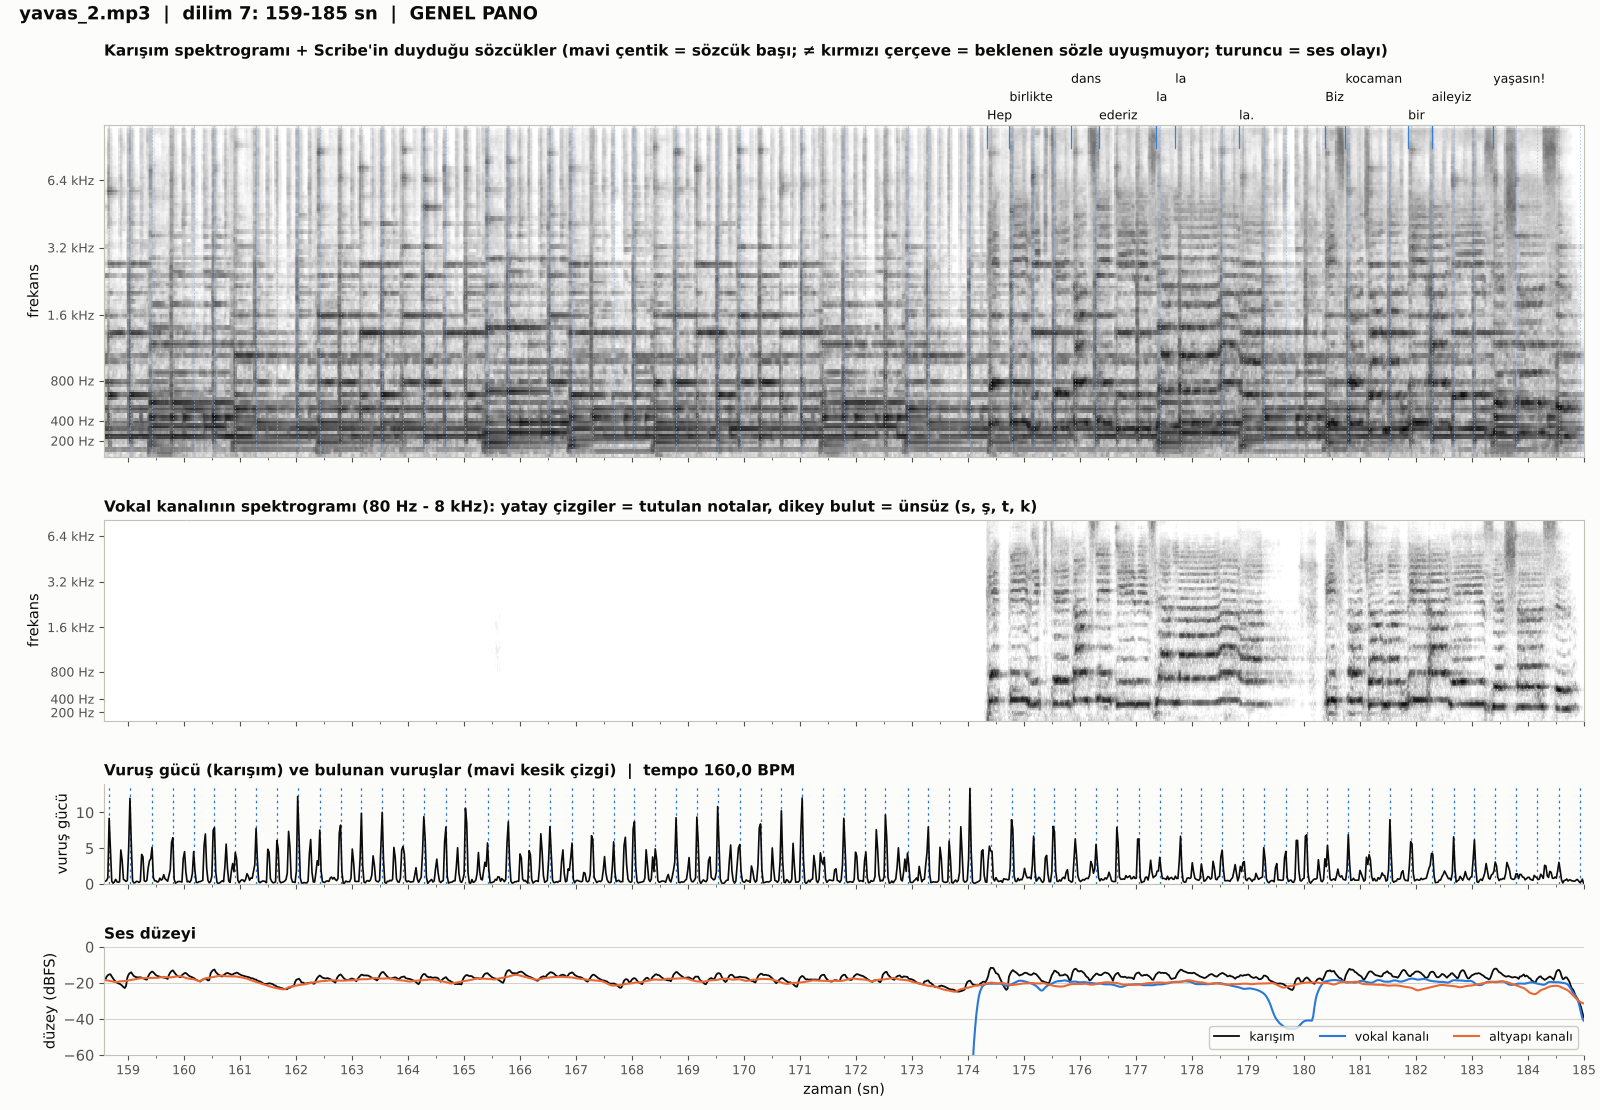 yavas_2.mp3 | dilim 7: 159-185 sn | GENEL PANO
Karışım spektrogramı + Scribe'in duyduğu sözcükler (mavi çentik = sözcük başı; ≠ kırmızı çerçeve = beklenen sözle uyuşmuyor; turuncu = ses olayı)
dans la kocaman yaşasın!
birlikte la Biz aileyiz
Hep ederiz la. bir
6.4 kHz
3.2 kHz
1.6 kHz
800 Hz
400 Hz
200 Hz
frekans
Vokal kanalının spektrogramı (80 Hz - 8 kHz): yatay çizgiler = tutulan notalar, dikey bulut = ünsüz (s, ş, t, k)
6.4 kHz
3.2 kHz
1.6 kHz
800 Hz
400 Hz
200 Hz
frekans
Vuruş gücü (karışım) ve bulunan vuruşlar (mavi kesik çizgi) | tempo 160,0 BPM
10
5
0
vuruş gücü
Ses düzeyi
0
−20
−40
−60
düzey (dBFS)
karışım vokal kanalı altyapı kanalı
159 160 161 162 163 164 165 166 167 168 169 170 171 172 173 174 175 176 177 178 179 180 181 182 183 184 185
zaman (sn)